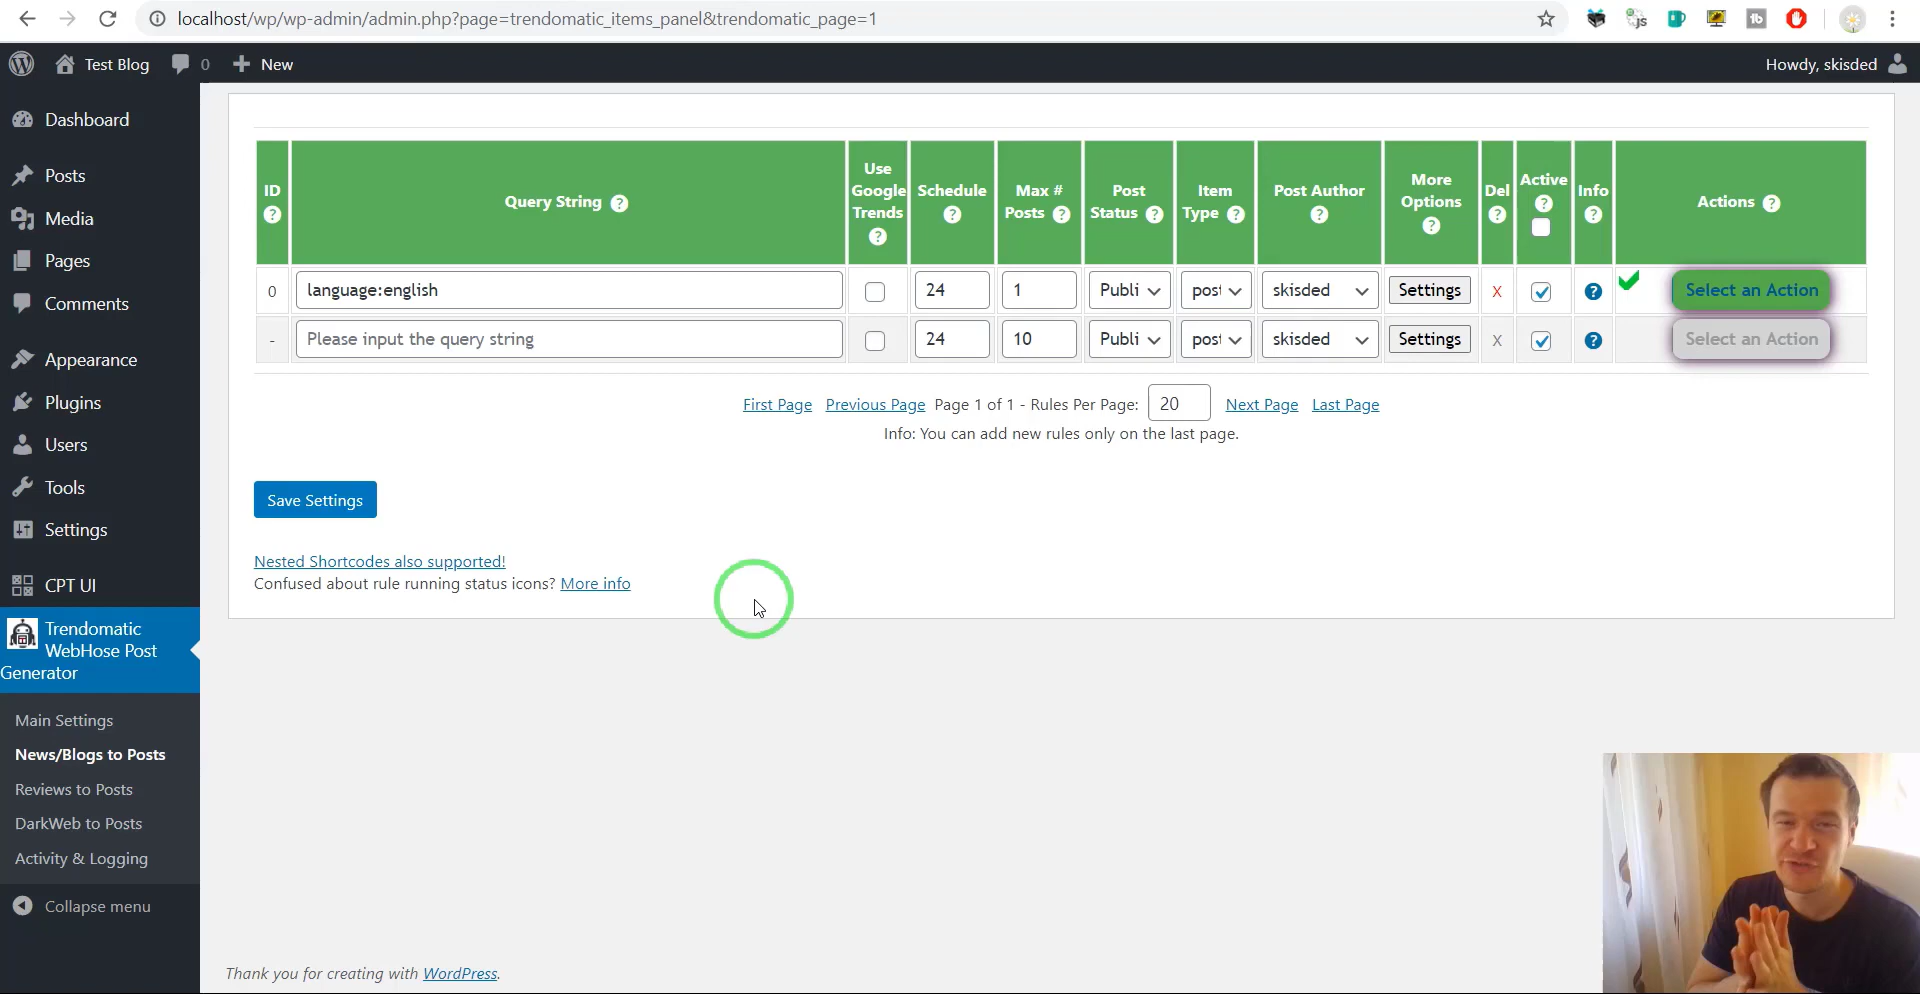 localhost/wp/wp-admin/admin.php?page=trendomatic_items_panel&trendomatic_page=1
Test Blog
0
New
Howdy, skisded
Dashboard
Posts
Media
Pages
Comments
Appearance
Plugins
Users
Tools
Settings
CPT UI
Trendomatic
WebHose Post
Generator
Main Settings
News/Blogs to Posts
Reviews to Posts
DarkWeb to Posts
Activity & Logging
Collapse menu
ID
?
Query String ?
Use
Google
Trends
?
Schedule
?
Max #
Posts ?
Post
Status ?
Item
Type ?
Post Author
?
More
Options
?
Del
?
Active
?
Info
?
Actions ?
0 language:english 24 1 Publi post skisded Settings X ? Select an Action
- Please input the query string 24 10 Publi post skisded Settings X ? Select an Action
First Page Previous Page Page 1 of 1 - Rules Per Page: 20 Next Page Last Page
Info: You can add new rules only on the last page.
Save Settings
Nested Shortcodes also supported!
Confused about rule running status icons? More info
Thank you for creating with WordPress.